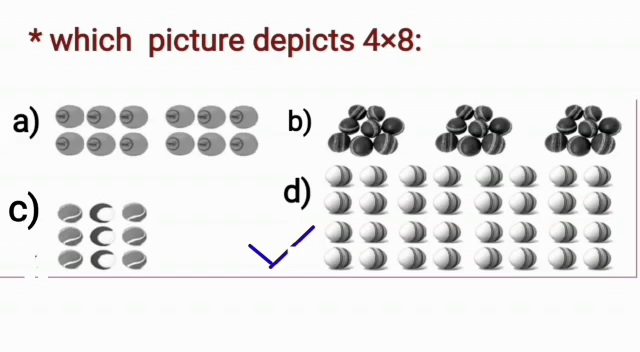 * which picture depicts 4×8:
a)
b)
c)
d)